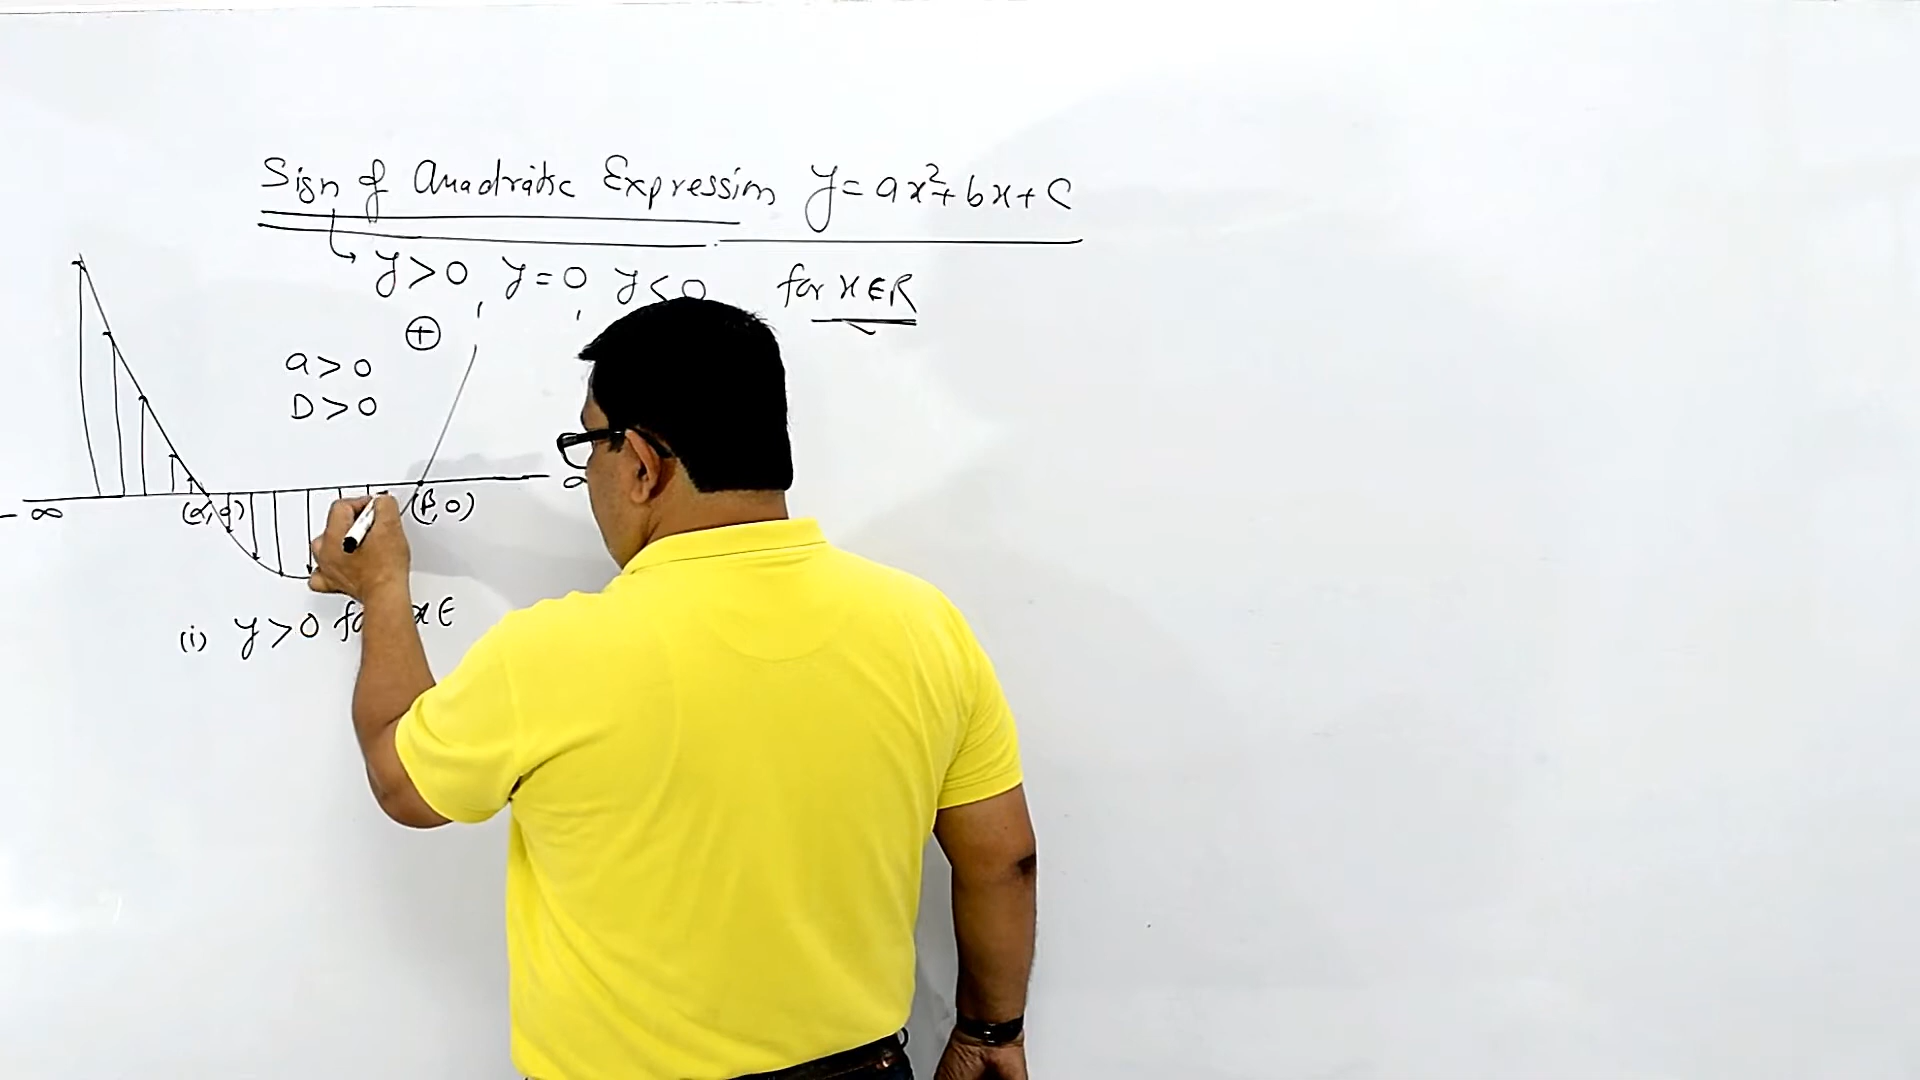 Sign of Quadratic Expression y = ax²+bx+c
y>0, y=0, y<0 for x∈R
⊕
a>0
D>0
-∞ (α, 0) (β, 0)
(i) y>0 for x∈